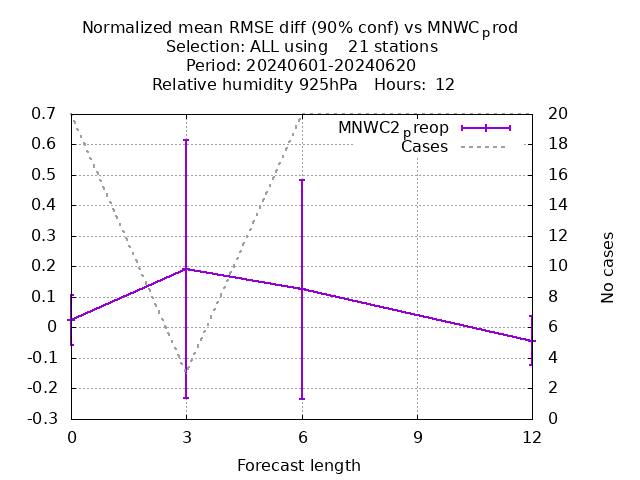 Normalized mean RMSE diff (90% conf) vs MNWCprod
Selection: ALL using    21 stations
Period: 20240601-20240620
Relative humidity 925hPa   Hours:  12
MNWC2preop
Cases
0.7
0.6
0.5
0.4
0.3
0.2
0.1
0
-0.1
-0.2
-0.3
20
18
16
14
12
10
8
6
4
2
0
No cases
0 3 6 9 12
Forecast length